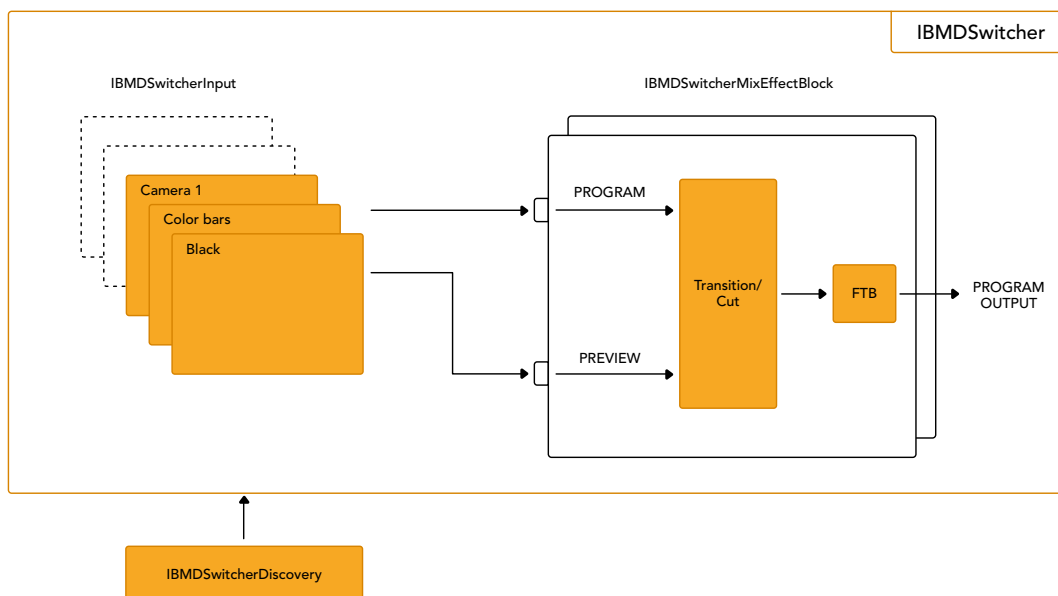 IBMDSwitcher
IBMDSwitcherInput
IBMDSwitcherMixEffectBlock
Camera 1
Color bars
Black
PROGRAM
PREVIEW
Transition/
Cut
FTB
PROGRAM
OUTPUT
IBMDSwitcherDiscovery